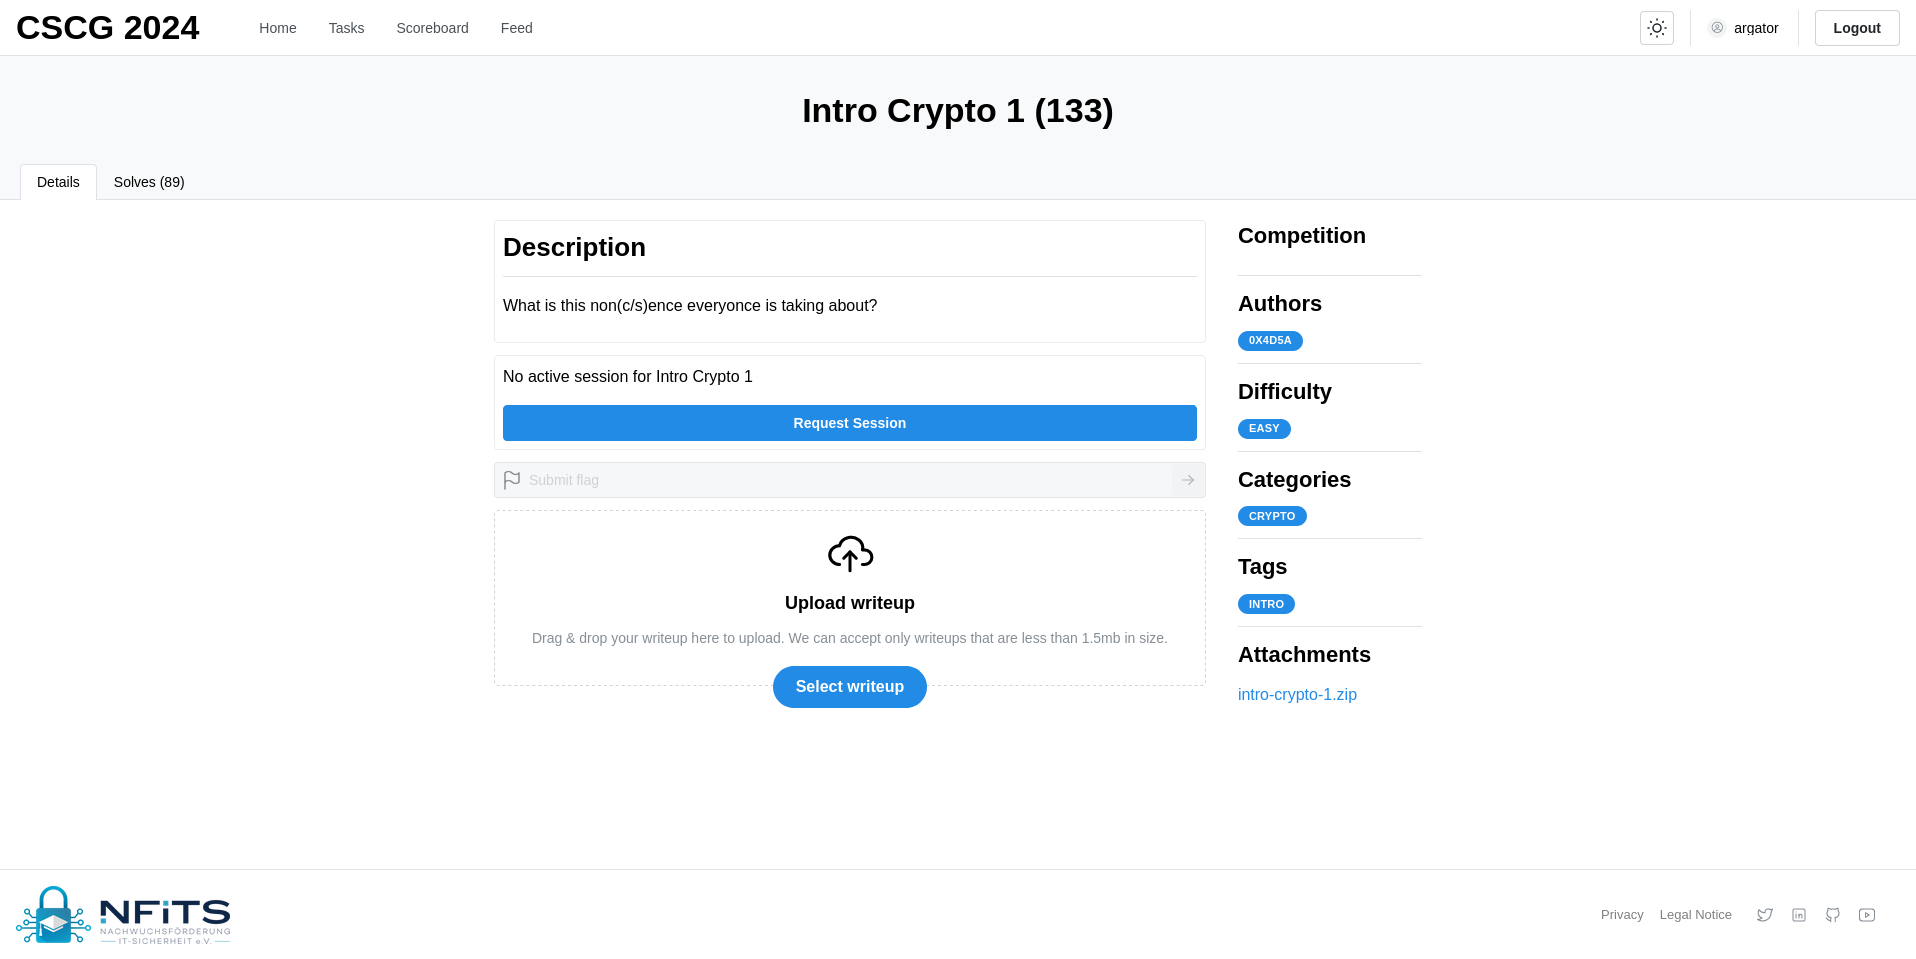 CSCG 2024
Home
Tasks
Scoreboard
Feed
argator
Logout
Intro Crypto 1 (133)
Details
Solves (89)
Description
What is this non(c/s)ence everyonce is taking about?
No active session for Intro Crypto 1
Request Session
Submit flag
Upload writeup
Drag & drop your writeup here to upload. We can accept only writeups that are less than 1.5mb in size.
Select writeup
Competition
Authors
0X4D5A
Difficulty
EASY
Categories
CRYPTO
Tags
INTRO
Attachments
intro-crypto-1.zip
NFITS
NACHWUCHSFÖRDERUNG
IT-SICHERHEIT e.V.
Privacy
Legal Notice